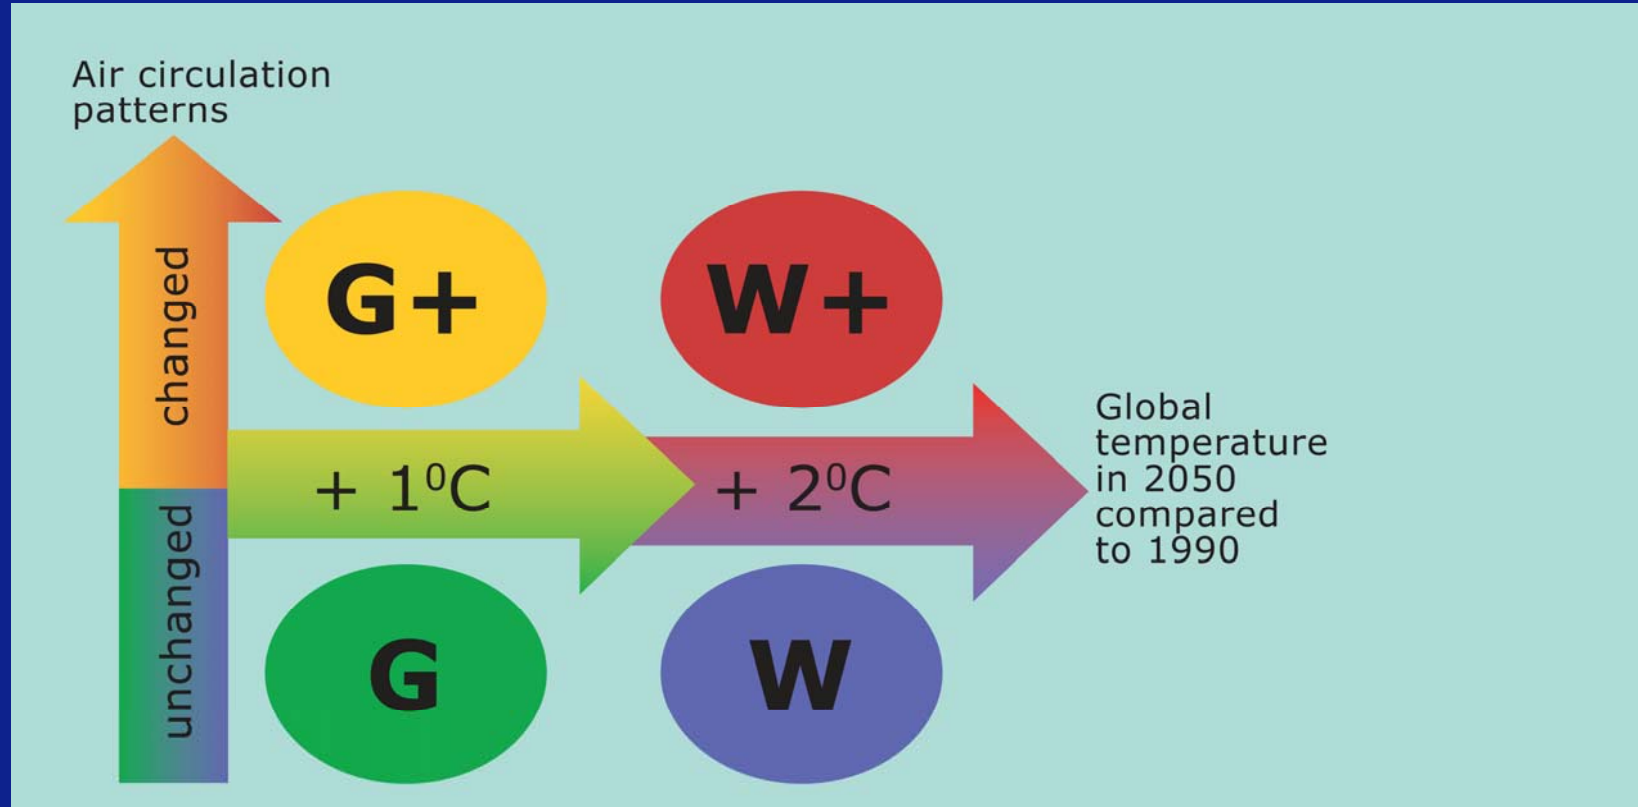 Air circulation
patterns
changed
G+
W+
+ 1⁰C
+ 2⁰C
Global
temperature
in 2050
compared
to 1990
unchanged
G
W